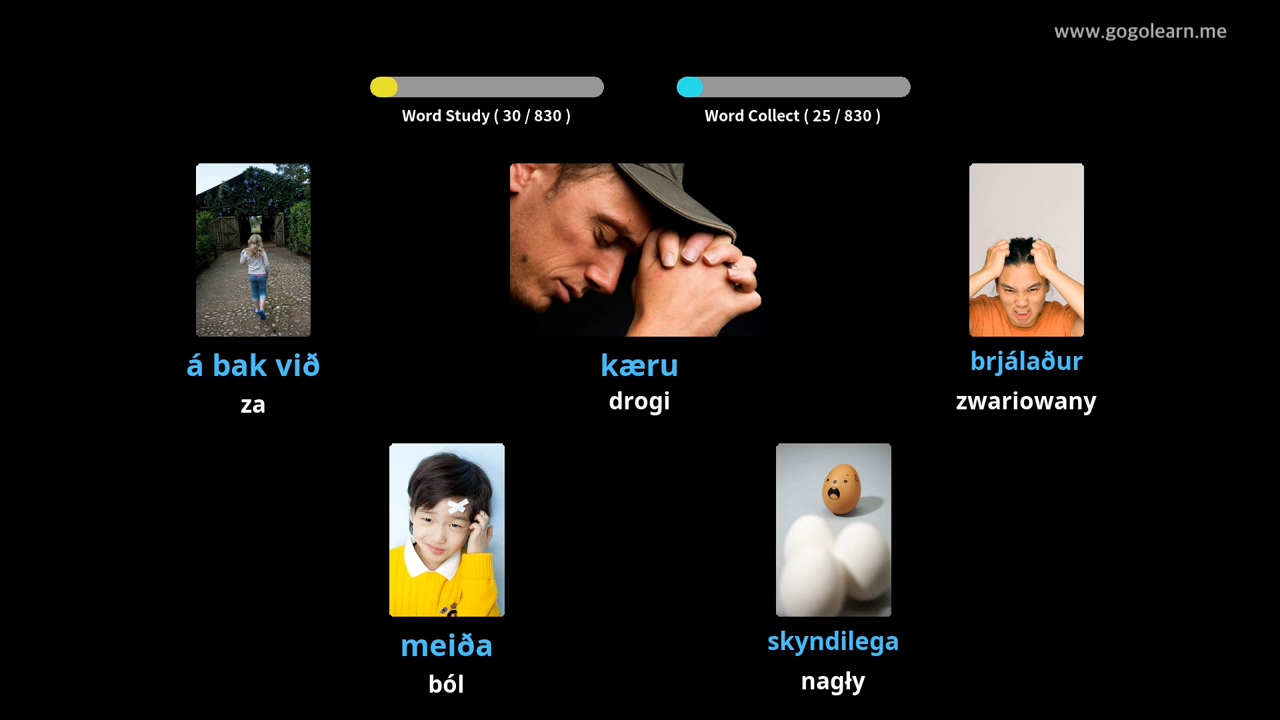 www.gogolearn.me
Word Study ( 30 / 830 )
Word Collect ( 25 / 830 )
á bak við
za
kæru
drogi
brjálaður
zwariowany
meiða
ból
skyndilega
nagły